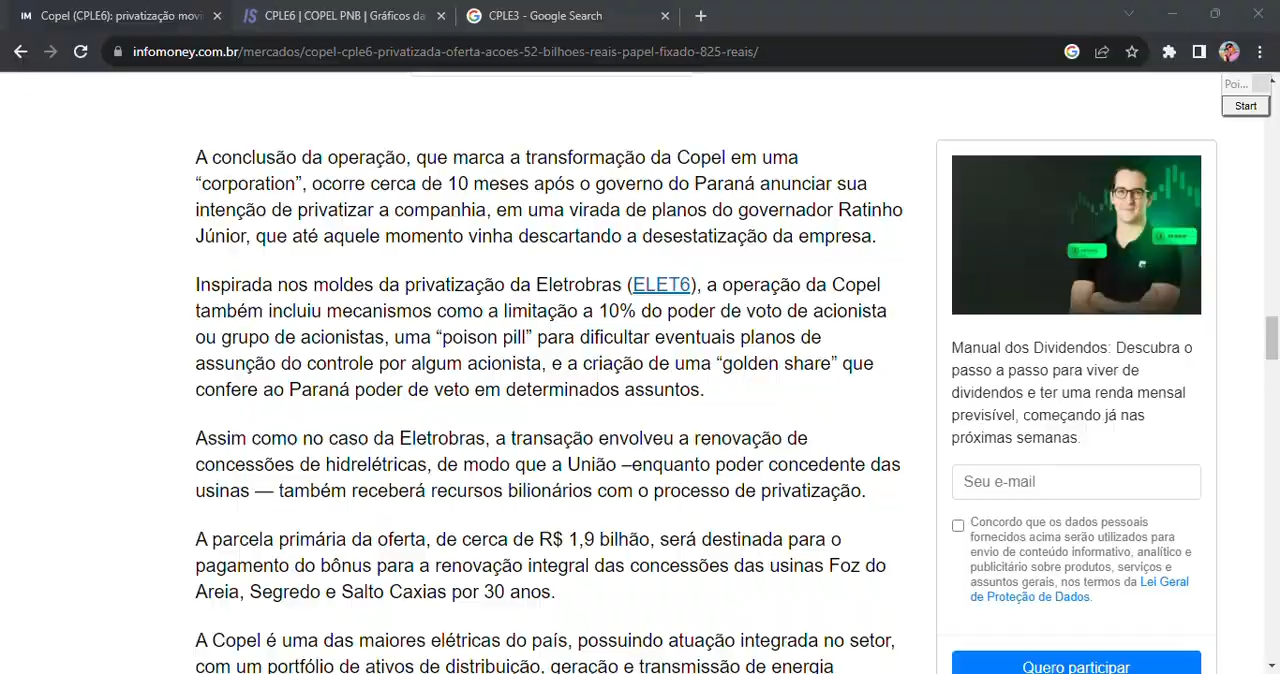 Copel (CPLE6): privatização movi
CPLE6 | COPEL PNB | Gráficos da
CPLE3 - Google Search
infomoney.com.br/mercados/copel-cple6-privatizada-oferta-acoes-52-bilhoes-reais-papel-fixado-825-reais/
Poi...
Start
A conclusão da operação, que marca a transformação da Copel em uma
“corporation”, ocorre cerca de 10 meses após o governo do Paraná anunciar sua
intenção de privatizar a companhia, em uma virada de planos do governador Ratinho
Júnior, que até aquele momento vinha descartando a desestatização da empresa.
Inspirada nos moldes da privatização da Eletrobras (ELET6), a operação da Copel
também incluiu mecanismos como a limitação a 10% do poder de voto de acionista
ou grupo de acionistas, uma “poison pill” para dificultar eventuais planos de
assunção do controle por algum acionista, e a criação de uma “golden share” que
confere ao Paraná poder de veto em determinados assuntos.
Assim como no caso da Eletrobras, a transação envolveu a renovação de
concessões de hidrelétricas, de modo que a União –enquanto poder concedente das
usinas — também receberá recursos bilionários com o processo de privatização.
A parcela primária da oferta, de cerca de R$ 1,9 bilhão, será destinada para o
pagamento do bônus para a renovação integral das concessões das usinas Foz do
Areia, Segredo e Salto Caxias por 30 anos.
A Copel é uma das maiores elétricas do país, possuindo atuação integrada no setor,
com um portfólio de ativos de distribuição, geração e transmissão de energia
Manual dos Dividendos: Descubra o
passo a passo para viver de
dividendos e ter uma renda mensal
previsível, começando já nas
próximas semanas.
Seu e-mail
Concordo que os dados pessoais
fornecidos acima serão utilizados para
envio de conteúdo informativo, analítico e
publicitário sobre produtos, serviços e
assuntos gerais, nos termos da Lei Geral
de Proteção de Dados.
Quero participar